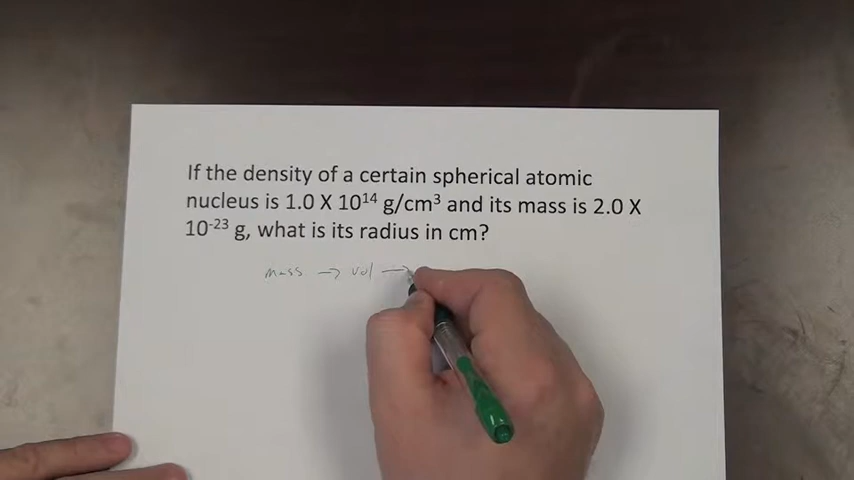 If the density of a certain spherical atomic
nucleus is 1.0 X 10¹⁴ g/cm³ and its mass is 2.0 X
10⁻²³ g, what is its radius in cm?
mass → vol →